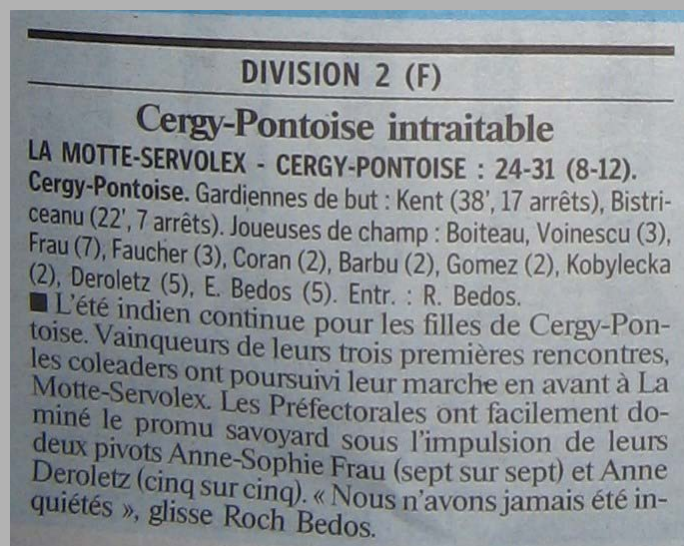 DIVISION 2 (F)
Cergy-Pontoise intraitable
LA MOTTE-SERVOLEX - CERGY-PONTOISE : 24-31 (8-12).
Cergy-Pontoise. Gardiennes de but : Kent (38', 17 arrêts), Bistri-
ceanu (22', 7 arrêts). Joueuses de champ : Boiteau, Voinescu (3),
Frau (7), Faucher (3), Coran (2), Barbu (2), Gomez (2), Kobylecka
(2), Deroletz (5), E. Bedos (5). Entr. : R. Bedos.
■ L'été indien continue pour les filles de Cergy-Pon-
toise. Vainqueurs de leurs trois premières rencontres,
les coleaders ont poursuivi leur marche en avant à La
Motte-Servolex. Les Préfectorales ont facilement do-
miné le promu savoyard sous l'impulsion de leurs
deux pivots Anne-Sophie Frau (sept sur sept) et Anne
Deroletz (cinq sur cinq). « Nous n'avons jamais été in-
quiétés », glisse Roch Bedos.